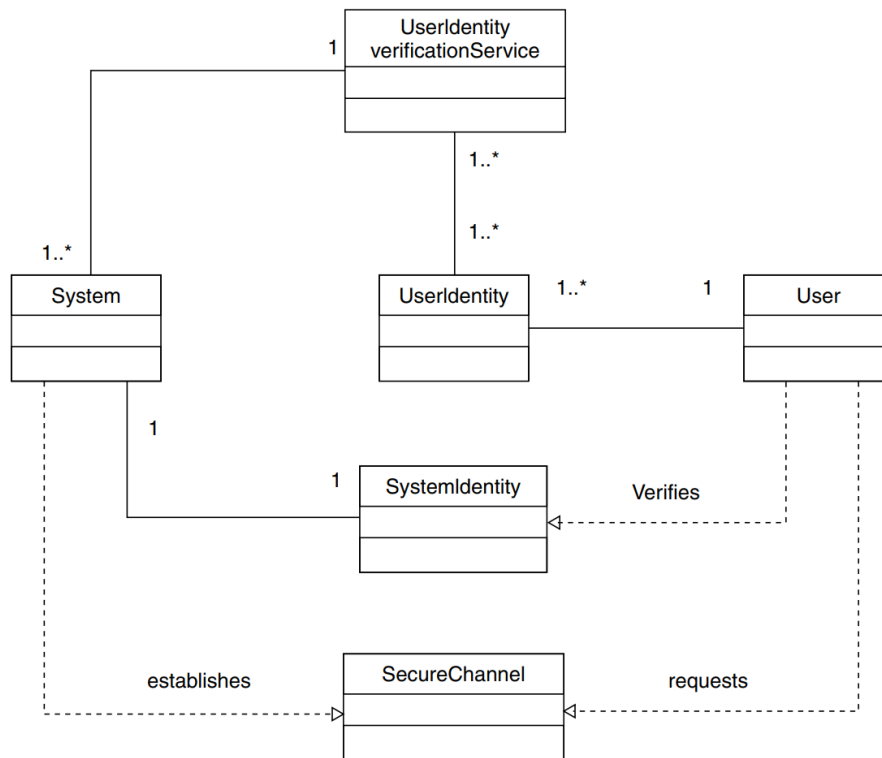 UserIdentity
verificationService
1
1..*
1..*
1..*
System
UserIdentity
1..*
1
User
1
1
SystemIdentity
Verifies
establishes
SecureChannel
requests